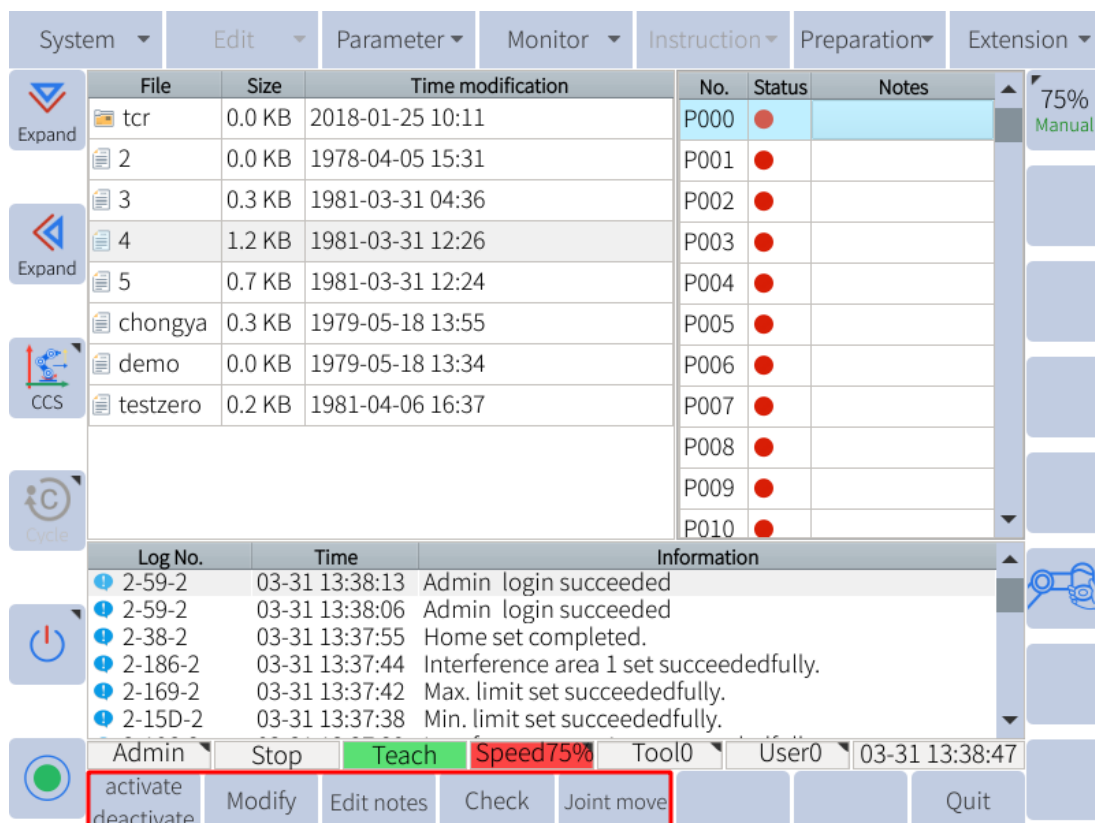 System Edit Parameter Monitor Instruction Preparation Extension
Expand
Expand
CCS
Cycle
File Size Time modification
tcr 0.0 KB 2018-01-25 10:11
2 0.0 KB 1978-04-05 15:31
3 0.3 KB 1981-03-31 04:36
4 1.2 KB 1981-03-31 12:26
5 0.7 KB 1981-03-31 12:24
chongya 0.3 KB 1979-05-18 13:55
demo 0.0 KB 1979-05-18 13:34
testzero 0.2 KB 1981-04-06 16:37
No. Status Notes
P000
P001
P002
P003
P004
P005
P006
P007
P008
P009
P010
75%
Manual
Log No. Time Information
2-59-2 03-31 13:38:13 Admin login succeeded
2-59-2 03-31 13:38:06 Admin login succeeded
2-38-2 03-31 13:37:55 Home set completed.
2-186-2 03-31 13:37:44 Interference area 1 set succeededfully.
2-169-2 03-31 13:37:42 Max. limit set succeededfully.
2-15D-2 03-31 13:37:38 Min. limit set succeededfully.
Admin Stop Teach Speed75% Tool0 User0 03-31 13:38:47
activate
deactivate
Modify Edit notes Check Joint move Quit